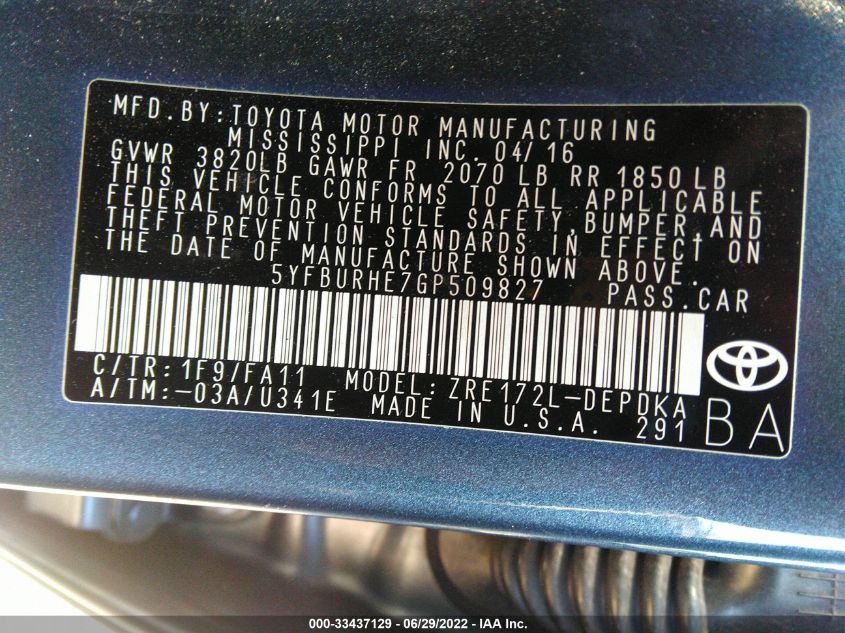 MFD.BY:TOYOTA MOTOR MANUFACTURING
MISSISSIPPI INC. 04/16
GVWR 3820LB GAWR FR 2070 LB RR 1850 LB
THIS VEHICLE CONFORMS TO ALL APPLICABLE
FEDERAL MOTOR VEHICLE SAFETY,BUMPER,AND
THEFT PREVENTION STANDARDS IN EFFECT ON
THE DATE OF MANUFACTURE SHOWN ABOVE.
5YFBURHE7GP509827 PASS.CAR
C/TR:1F9/FA11 MODEL:ZRE172L-DEPDKA
A/TM:-03A/U341E MADE IN U.S.A. 291
BA
000-33437129 - 06/29/2022 - IAA Inc.